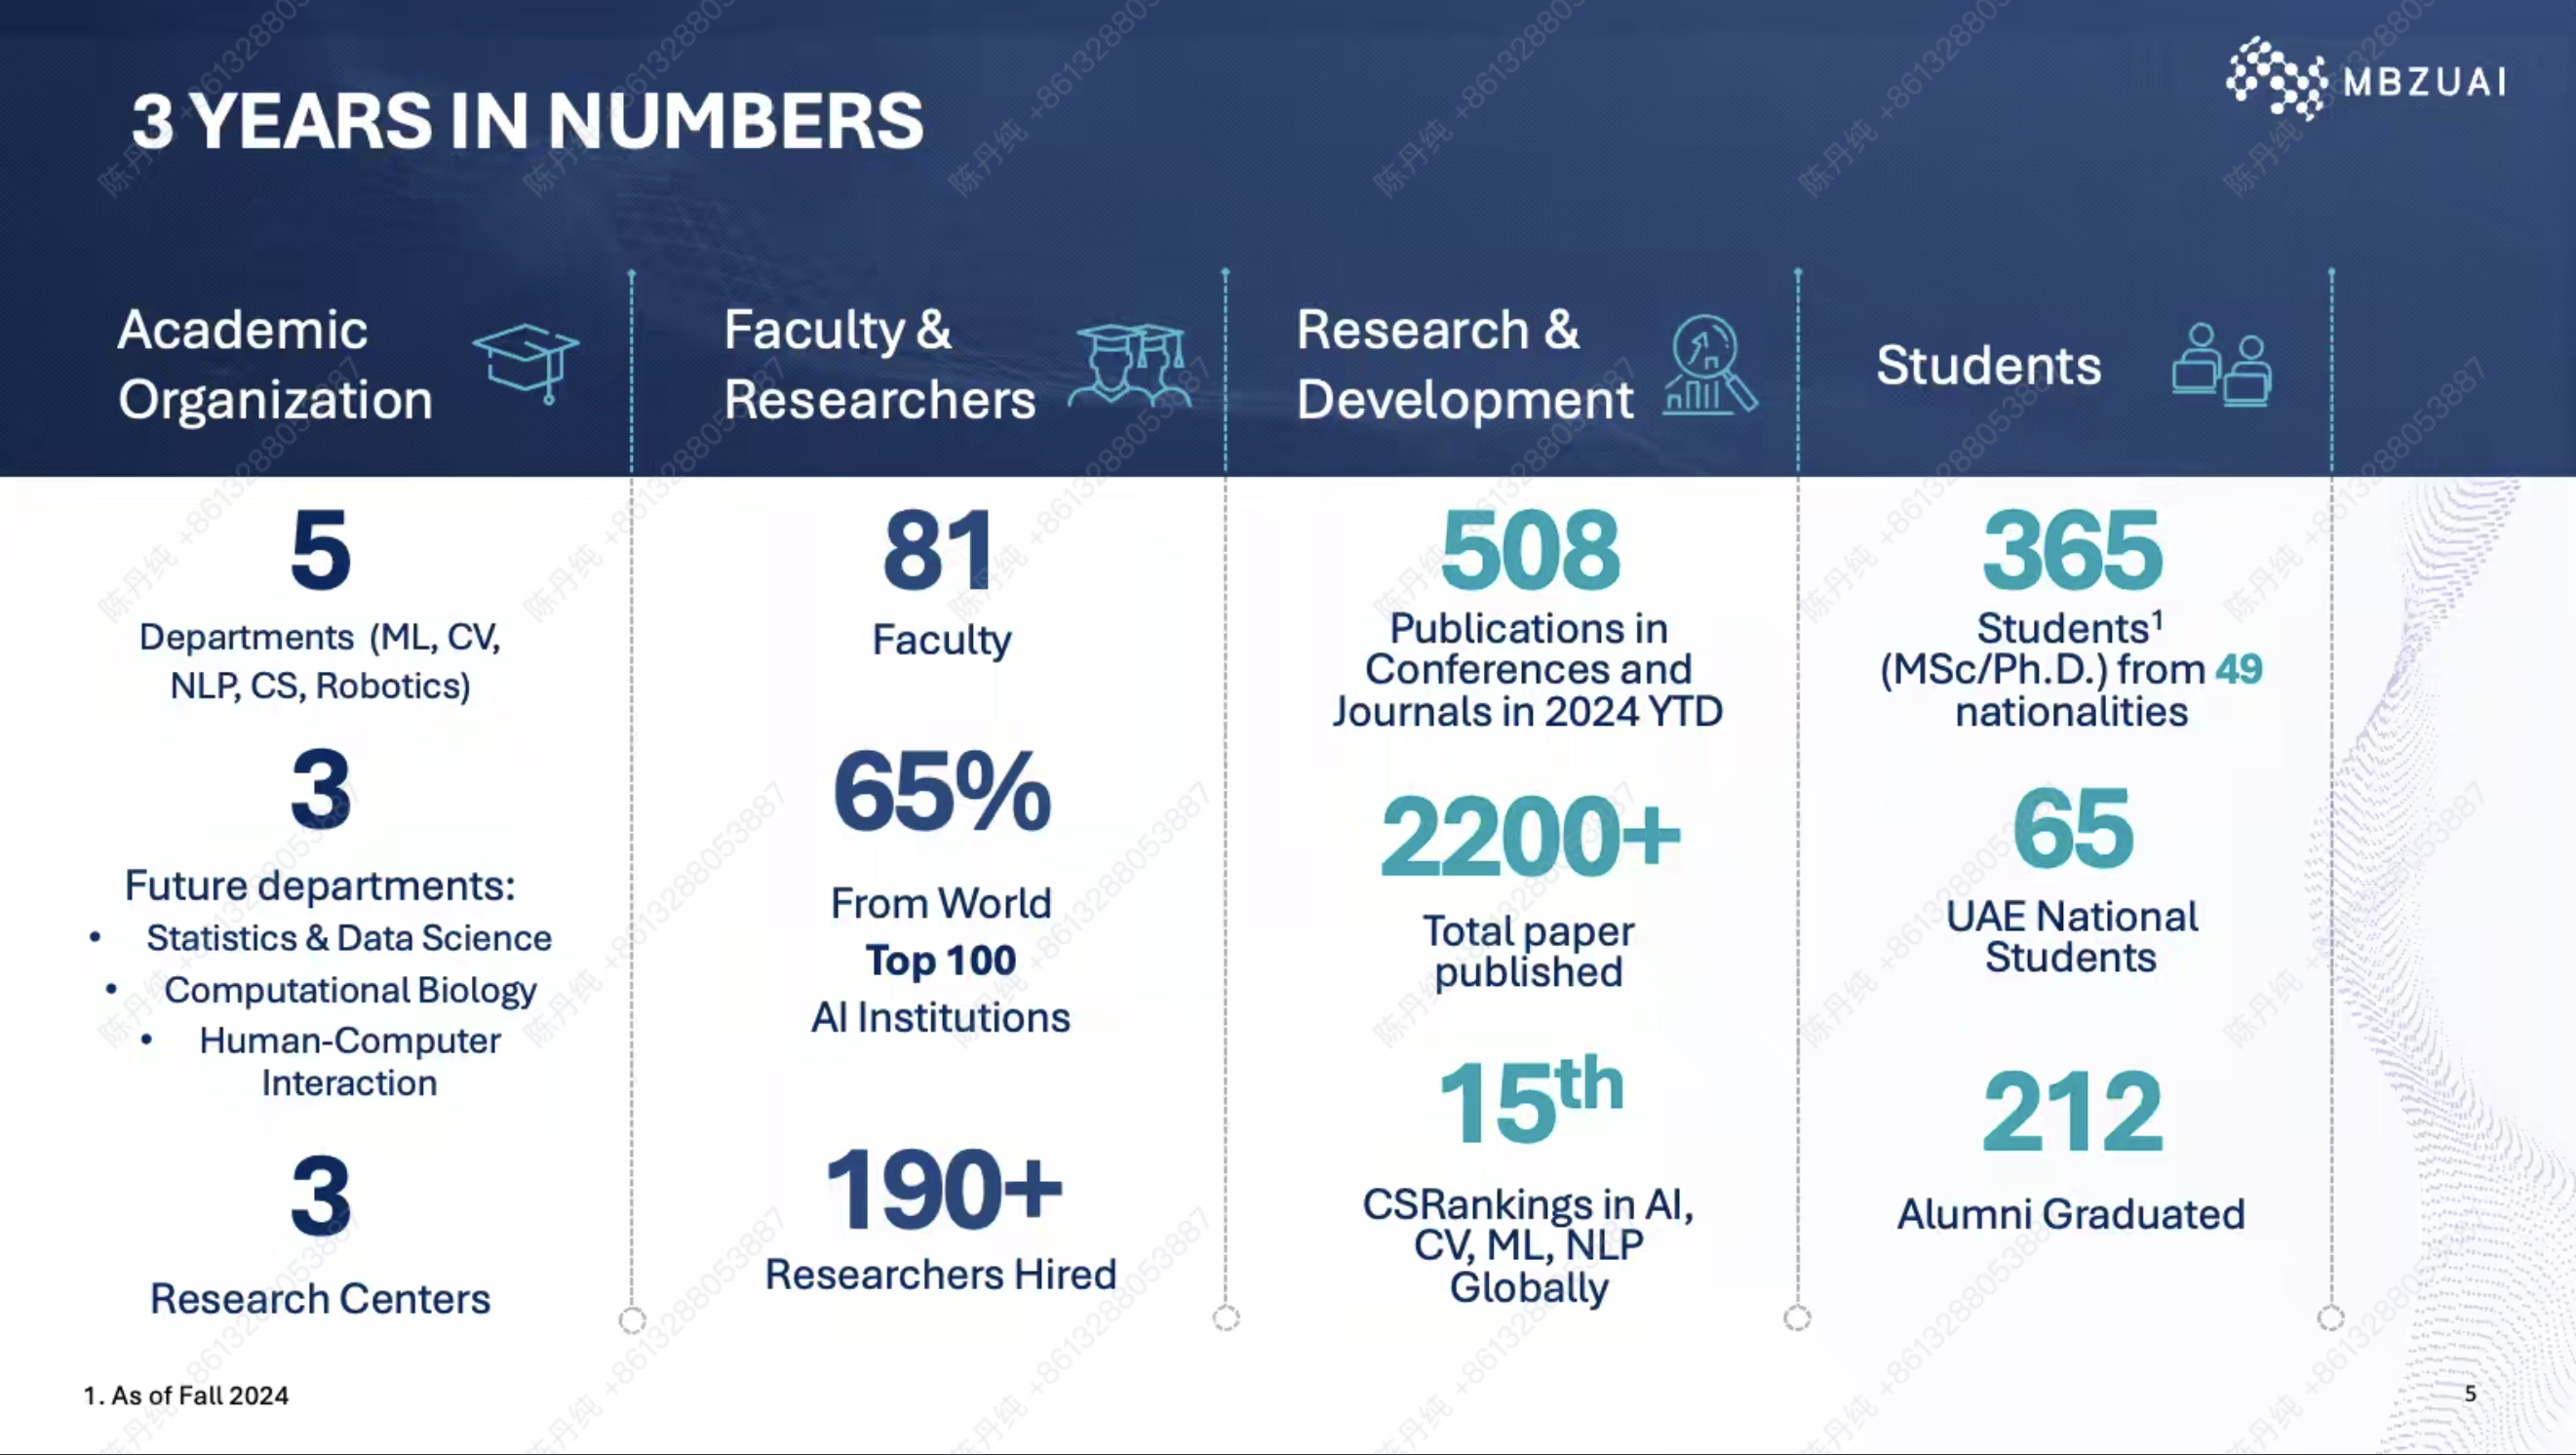 3 YEARS IN NUMBERS
MBZUAI
Academic
Organization
5
Departments (ML, CV,
NLP, CS, Robotics)
3
Future departments:
• Statistics & Data Science
• Computational Biology
• Human-Computer
Interaction
3
Research Centers
Faculty &
Researchers
81
Faculty
65%
From World
Top 100
AI Institutions
190+
Researchers Hired
Research &
Development
508
Publications in
Conferences and
Journals in 2024 YTD
2200+
Total paper
published
15th
CSRankings in AI,
CV, ML, NLP
Globally
Students
365
Students¹
(MSc/Ph.D.) from 49
nationalities
65
UAE National
Students
212
Alumni Graduated
1. As of Fall 2024
5
陈丹纯 +8613288053887